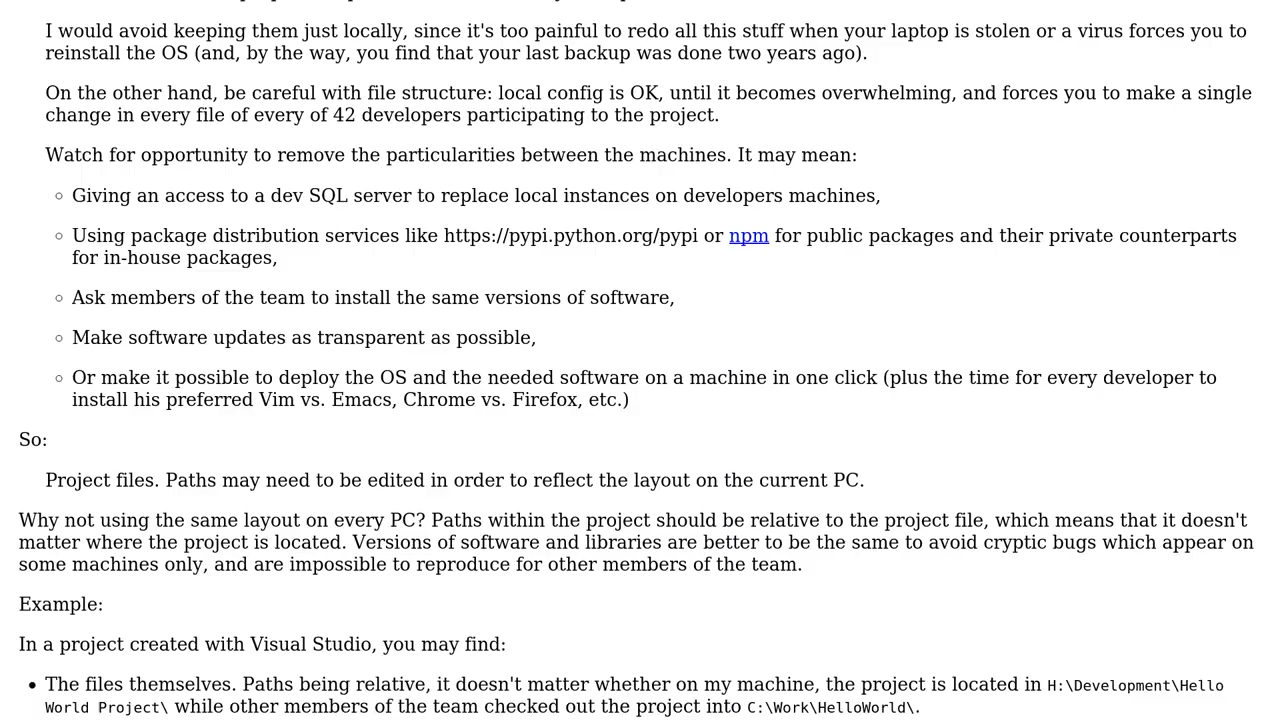 I would avoid keeping them just locally, since it's too painful to redo all this stuff when your laptop is stolen or a virus forces you to
reinstall the OS (and, by the way, you find that your last backup was done two years ago).
On the other hand, be careful with file structure: local config is OK, until it becomes overwhelming, and forces you to make a single
change in every file of every of 42 developers participating to the project.
Watch for opportunity to remove the particularities between the machines. It may mean:
Giving an access to a dev SQL server to replace local instances on developers machines,
Using package distribution services like https://pypi.python.org/pypi or npm for public packages and their private counterparts
for in-house packages,
Ask members of the team to install the same versions of software,
Make software updates as transparent as possible,
Or make it possible to deploy the OS and the needed software on a machine in one click (plus the time for every developer to
install his preferred Vim vs. Emacs, Chrome vs. Firefox, etc.)
So:
Project files. Paths may need to be edited in order to reflect the layout on the current PC.
Why not using the same layout on every PC? Paths within the project should be relative to the project file, which means that it doesn't
matter where the project is located. Versions of software and libraries are better to be the same to avoid cryptic bugs which appear on
some machines only, and are impossible to reproduce for other members of the team.
Example:
In a project created with Visual Studio, you may find:
The files themselves. Paths being relative, it doesn't matter whether on my machine, the project is located in H:\Development\Hello
World Project\ while other members of the team checked out the project into C:\Work\HelloWorld\.